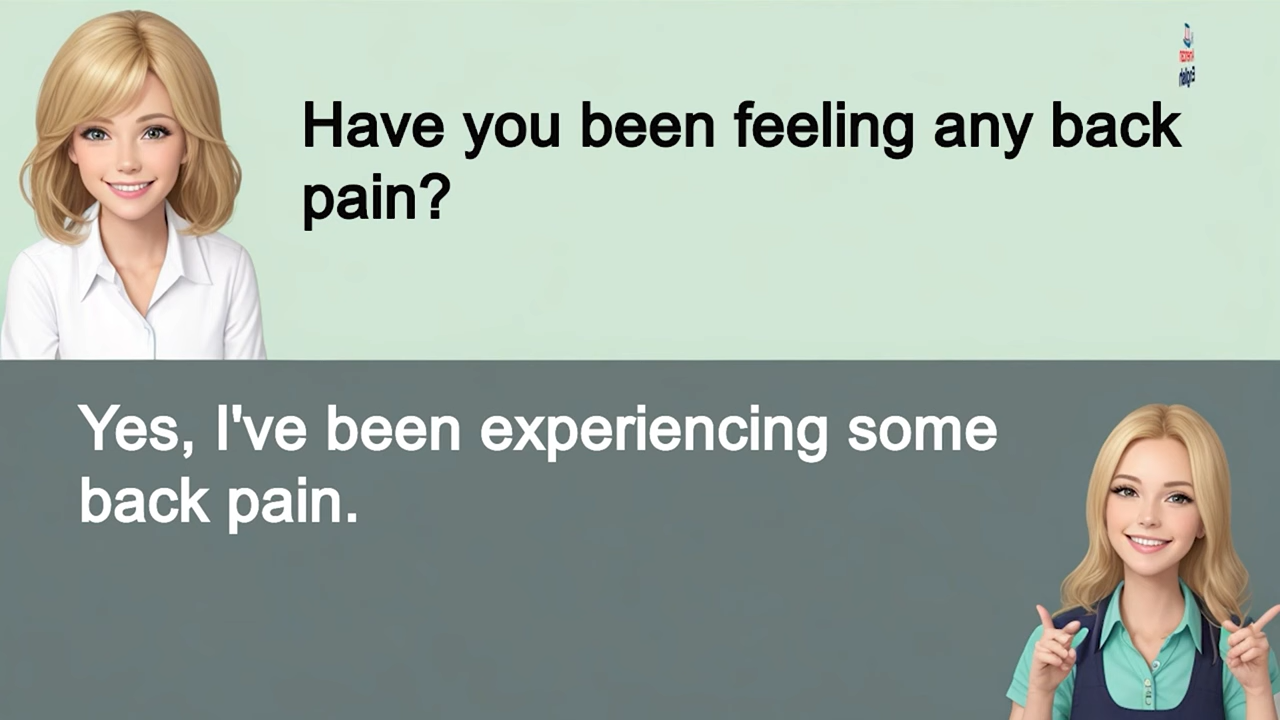 Have you been feeling any back
pain?
Yes, I've been experiencing some
back pain.